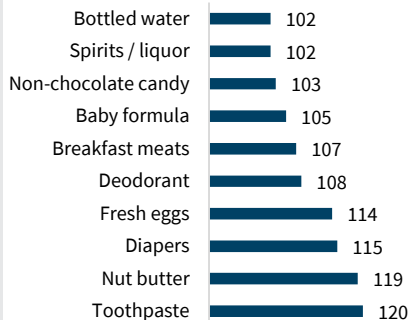 Bottled water 102
Spirits / liquor 102
Non-chocolate candy 103
Baby formula 105
Breakfast meats 107
Deodorant 108
Fresh eggs 114
Diapers 115
Nut butter 119
Toothpaste 120